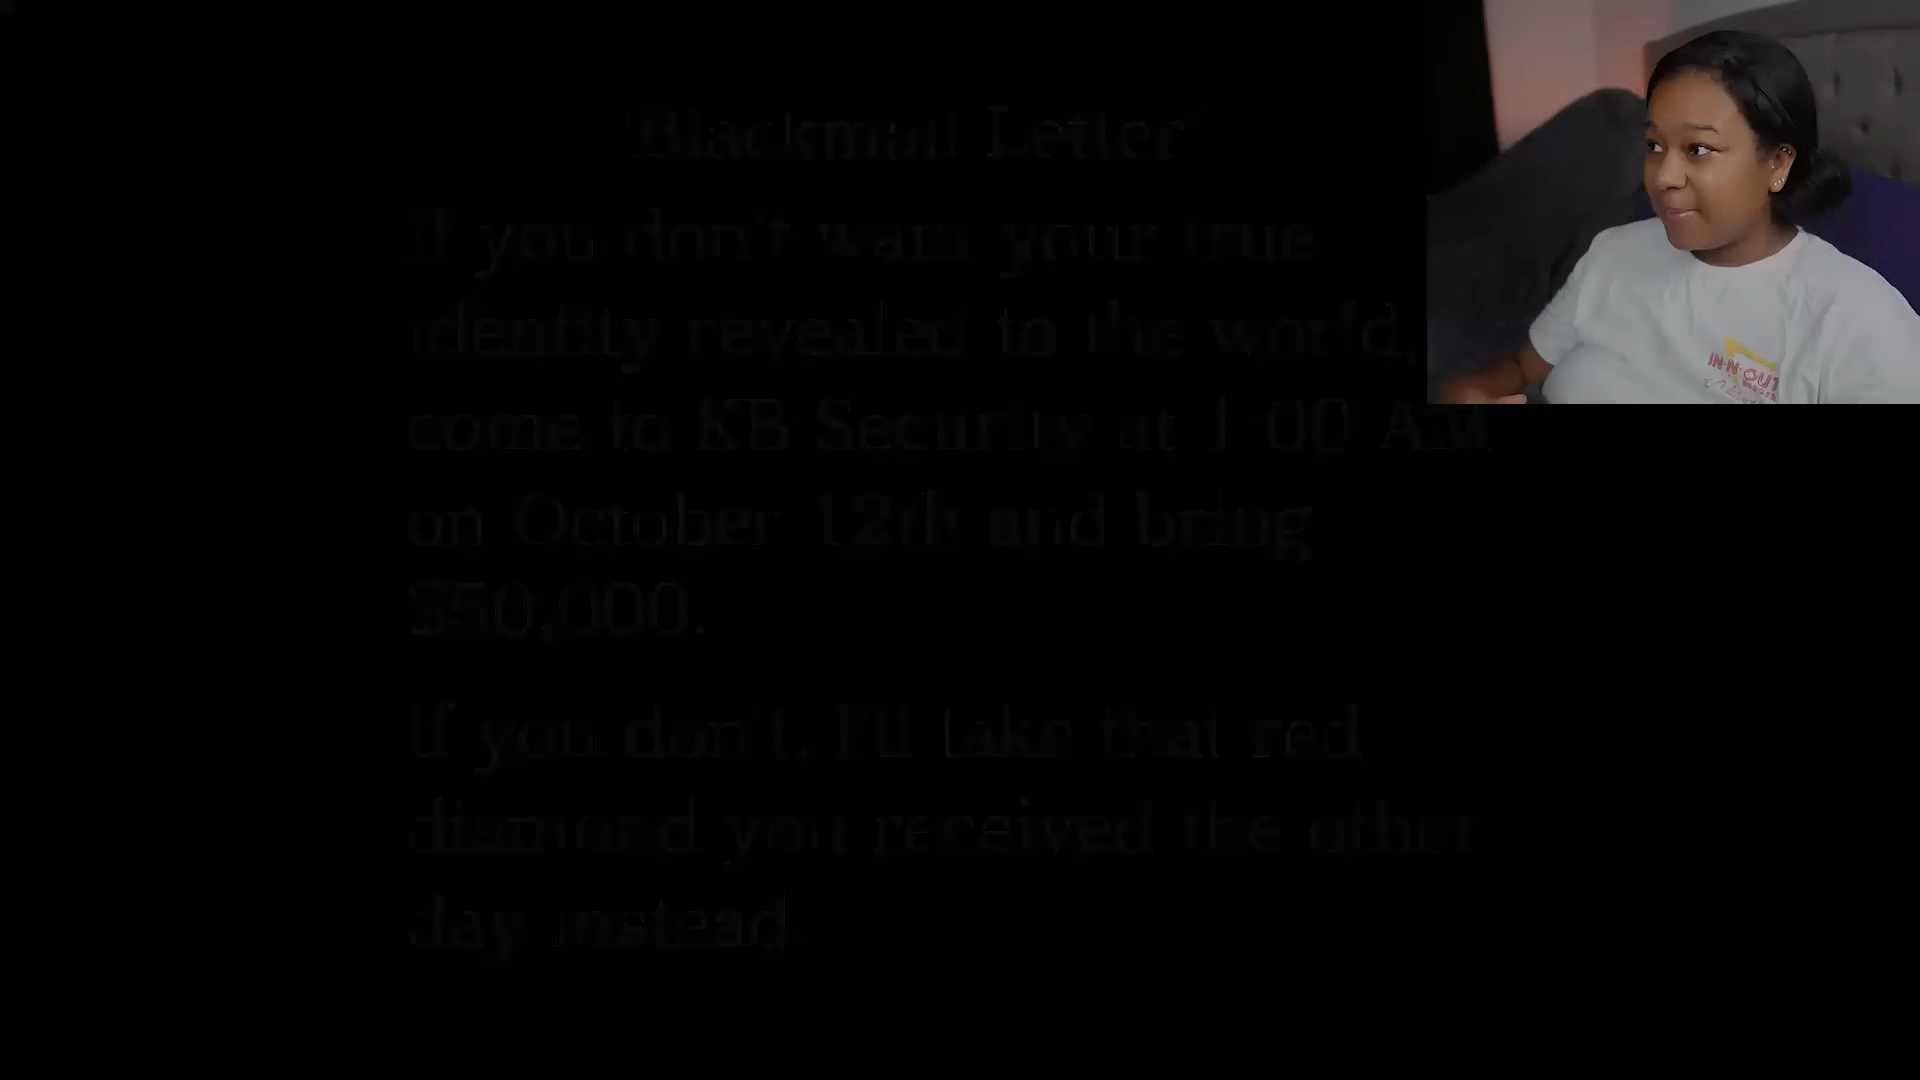 "Blackmail Letter"
If you don't want your true
identity revealed to the world,
come to KB Security at 1:00 AM
on October 12th and bring
$50,000.
If you don't, I'll take that red
diamond you received the other
day instead.
IN-N-OUT